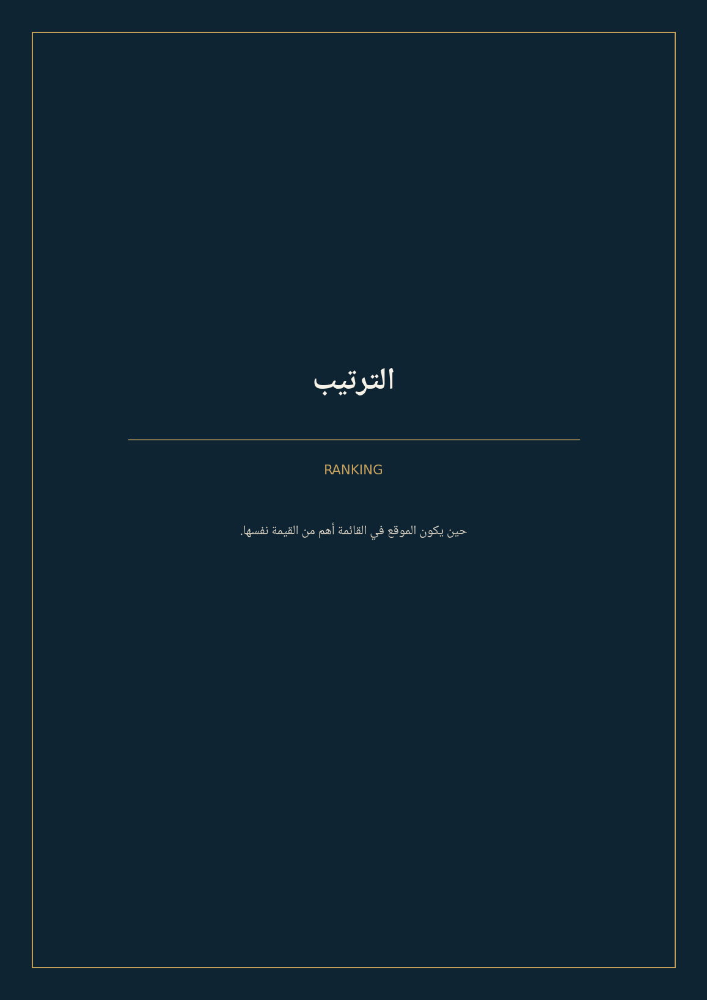 الترتيب
RANKING
حين يكون الموقع في القائمة أهم من القيمة نفسها.